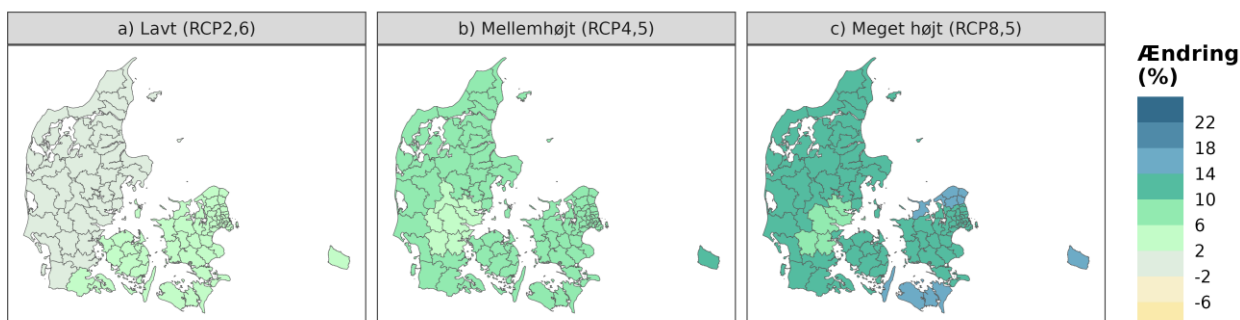 a) Lavt (RCP2,6)
b) Mellemhøjt (RCP4,5)
c) Meget højt (RCP8,5)
Ændring
(%)
22
18
14
10
6
2
-2
-6